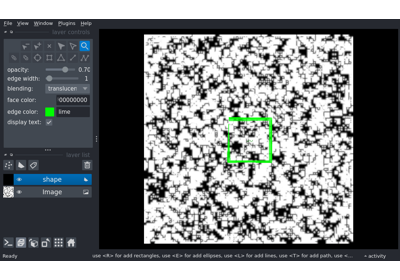 File View Window Plugins Help
layer controls
opacity: 0.70
edge width: 1
blending: translucen
face color: 00000000
edge color: lime
display text:
layer list
shape
Image
Ready
use <R> for add rectangles, use <E> for add ellipses, use <L> for add lines, use <T> for add path, use <...
activity